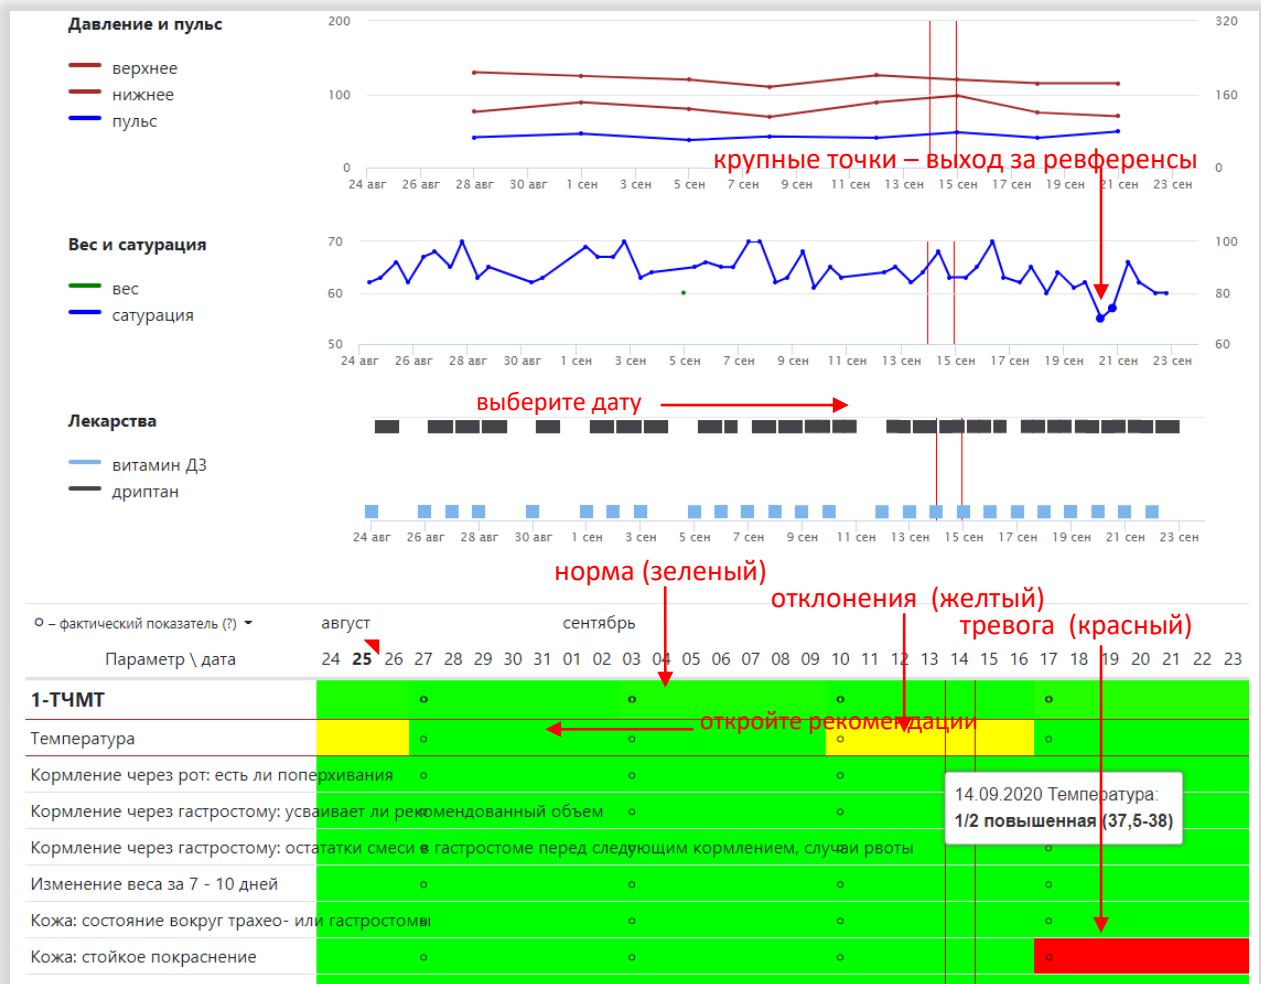 Давление и пульс
верхнее
нижнее
пульс
200
100
0
320
160
0
крупные точки – выход за ревференсы
24 авг 26 авг 28 авг 30 авг 1 сен 3 сен 5 сен 7 сен 9 сен 11 сен 13 сен 15 сен 17 сен 19 сен 21 сен 23 сен
Вес и сатурация
вес
сатурация
70
60
50
100
80
60
24 авг 26 авг 28 авг 30 авг 1 сен 3 сен 5 сен 7 сен 9 сен 11 сен 13 сен 15 сен 17 сен 19 сен 21 сен 23 сен
выберите дату
Лекарства
витамин Д3
дриптан
24 авг 26 авг 28 авг 30 авг 1 сен 3 сен 5 сен 7 сен 9 сен 11 сен 13 сен 15 сен 17 сен 19 сен 21 сен 23 сен
норма (зеленый)
отклонения (желтый)
тревога (красный)
о – фактический показатель (?) август сентябрь
Параметр \ дата 24 25 26 27 28 29 30 31 01 02 03 04 05 06 07 08 09 10 11 12 13 14 15 16 17 18 19 20 21 22 23
1-ТЧМТ
откройте рекомендации
Температура
Кормление через рот: есть ли поперхивания
14.09.2020 Температура:
1/2 повышенная (37,5-38)
Кормление через гастростому: усваивает ли рекомендованный объем
Кормление через гастростому: остататки смеси в гастростоме перед следующим кормлением, случаи рвоты
Изменение веса за 7 - 10 дней
Кожа: состояние вокруг трахео- или гастростомы
Кожа: стойкое покраснение